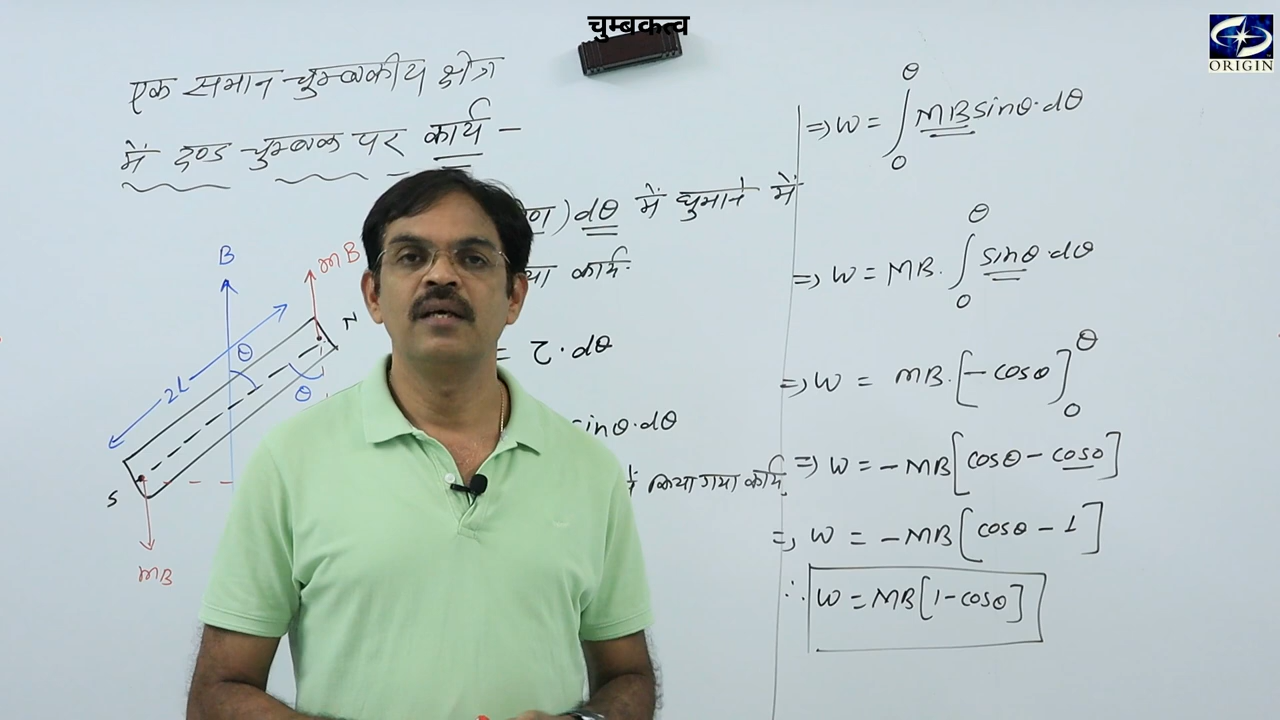 चुम्बकत्व
ORIGIN
एक समान चुम्बकीय क्षेत्र
में दण्ड चुम्बक पर कार्य –
ण) dθ में घुमाने में
या कार्य
= τ · dθ
sinθ · dθ
में किया गया कार्य
B
mB
N
θ
2l
θ
S
mB
⇒ W = ∫₀^θ MB sinθ · dθ
⇒ W = MB · ∫₀^θ sinθ · dθ
⇒ W = MB · [– cosθ]₀^θ
⇒ W = – MB [cosθ – cos0]
⇒ W = – MB [cosθ – 1]
∴ W = MB [1 – cosθ]